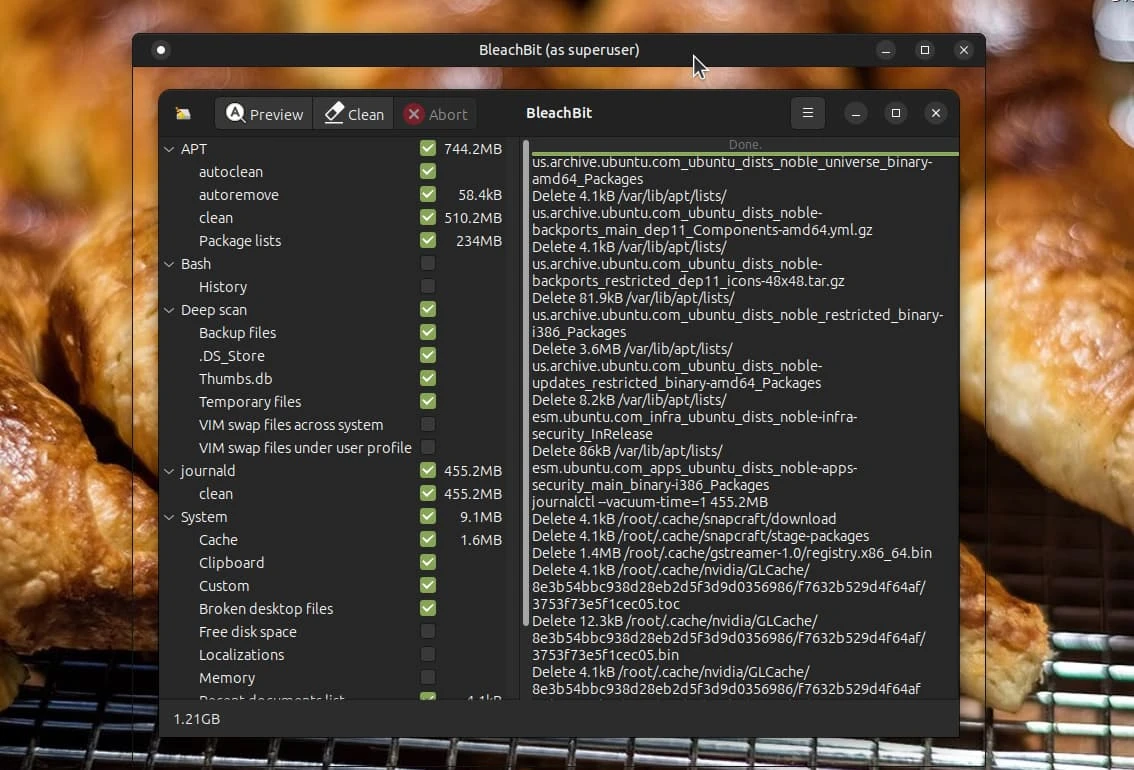 BleachBit (as superuser)
Preview
Clean
Abort
BleachBit
APT 744.2MB
autoclean
autoremove 58.4kB
clean 510.2MB
Package lists 234MB
Bash
History
Deep scan
Backup files
.DS_Store
Thumbs.db
Temporary files
VIM swap files across system
VIM swap files under user profile
journald 455.2MB
clean 455.2MB
System 9.1MB
Cache 1.6MB
Clipboard
Custom
Broken desktop files
Free disk space
Localizations
Memory
Recent documents list 4.1kB
Done.
us.archive.ubuntu.com_ubuntu_dists_noble_universe_binary-
amd64_Packages
Delete 4.1kB /var/lib/apt/lists/
us.archive.ubuntu.com_ubuntu_dists_noble-
backports_main_dep11_Components-amd64.yml.gz
Delete 4.1kB /var/lib/apt/lists/
us.archive.ubuntu.com_ubuntu_dists_noble-
backports_restricted_dep11_icons-48x48.tar.gz
Delete 81.9kB /var/lib/apt/lists/
us.archive.ubuntu.com_ubuntu_dists_noble_restricted_binary-
i386_Packages
Delete 3.6MB /var/lib/apt/lists/
us.archive.ubuntu.com_ubuntu_dists_noble-
updates_restricted_binary-amd64_Packages
Delete 8.2kB /var/lib/apt/lists/
esm.ubuntu.com_infra_ubuntu_dists_noble-infra-
security_InRelease
Delete 86kB /var/lib/apt/lists/
esm.ubuntu.com_apps_ubuntu_dists_noble-apps-
security_main_binary-i386_Packages
journalctl --vacuum-time=1 455.2MB
Delete 4.1kB /root/.cache/snapcraft/download
Delete 4.1kB /root/.cache/snapcraft/stage-packages
Delete 1.4MB /root/.cache/gstreamer-1.0/registry.x86_64.bin
Delete 4.1kB /root/.cache/nvidia/GLCache/
8e3b54bbc938d28eb2d5f3d9d0356986/f7632b529d4f64af/
3753f73e5f1cec05.toc
Delete 12.3kB /root/.cache/nvidia/GLCache/
8e3b54bbc938d28eb2d5f3d9d0356986/f7632b529d4f64af/
3753f73e5f1cec05.bin
Delete 4.1kB /root/.cache/nvidia/GLCache/
8e3b54bbc938d28eb2d5f3d9d0356986/f7632b529d4f64af
1.21GB